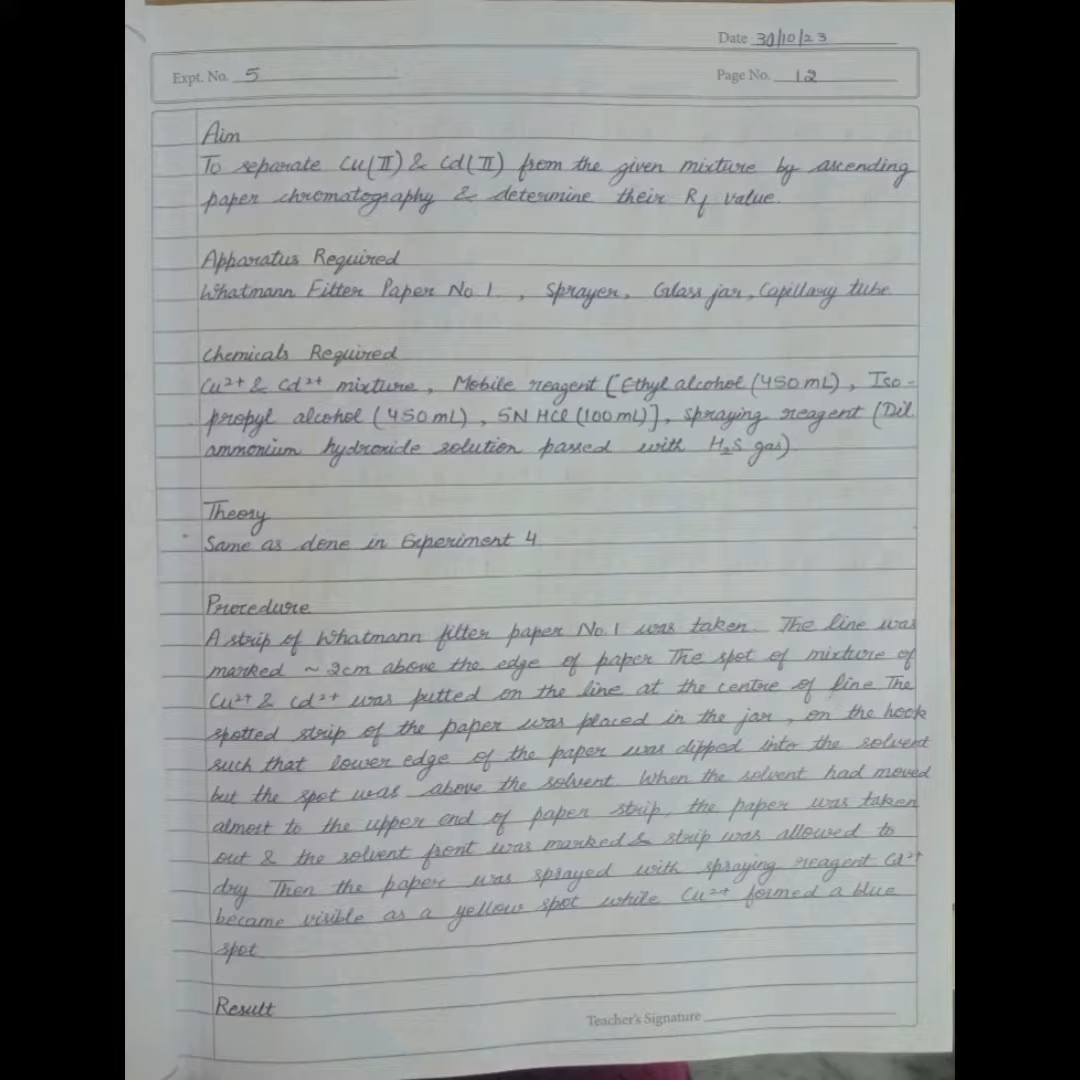 Date 30/10/23
Expt. No. 5
Page No. 12
Aim
To separate Cu(II) & Cd(II) from the given mixture by ascending
paper chromatography & determine their Rf value.
Apparatus Required
Whatmann Filter Paper No 1 , Sprayer, Glass jar, Capillary tube
Chemicals Required
Cu2+ & Cd2+ mixture, Mobile reagent [Ethyl alcohol (450mL), Iso-
propyl alcohol (450mL), 5N HCl (100mL)], spraying reagent (Dil.
ammonium hydroxide solution passed with H2S gas).
Theory
Same as done in Experiment 4
Procedure
A strip of Whatmann filter paper No.1 was taken. The line was
marked ~ 2cm above the edge of paper The spot of mixture of
Cu2+ & Cd2+ was putted on the line at the centre of line The
spotted strip of the paper was placed in the jar, on the hook
such that lower edge of the paper was dipped into the solvent
but the spot was above the solvent. When the solvent had moved
almost to the upper end of paper strip, the paper was taken
out & the solvent front was marked & strip was allowed to
dry Then the paper was sprayed with spraying reagent Cd2+
became visible as a yellow spot while Cu2+ formed a blue
spot
Result
Teacher's Signature